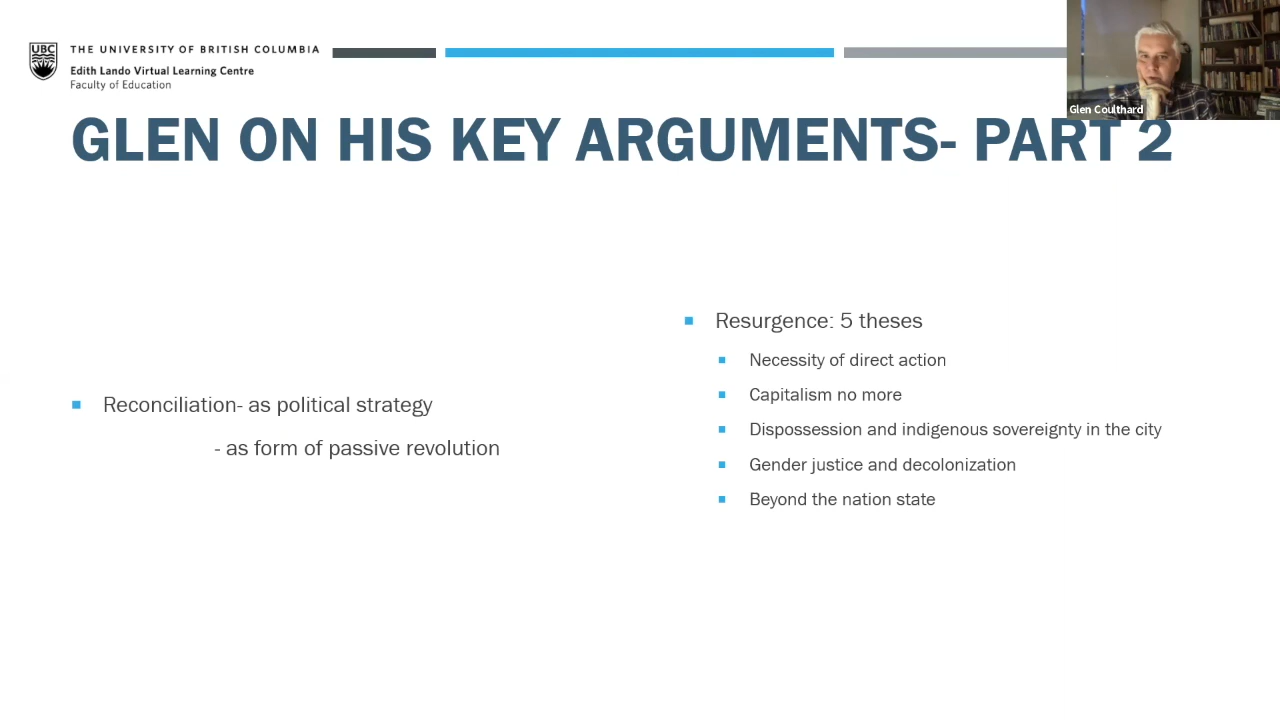 UBC
THE UNIVERSITY OF BRITISH COLUMBIA
Edith Lando Virtual Learning Centre
Faculty of Education
Glen Coulthard
GLEN ON HIS KEY ARGUMENTS- PART 2
Reconciliation- as political strategy
- as form of passive revolution
Resurgence: 5 theses
Necessity of direct action
Capitalism no more
Dispossession and indigenous sovereignty in the city
Gender justice and decolonization
Beyond the nation state